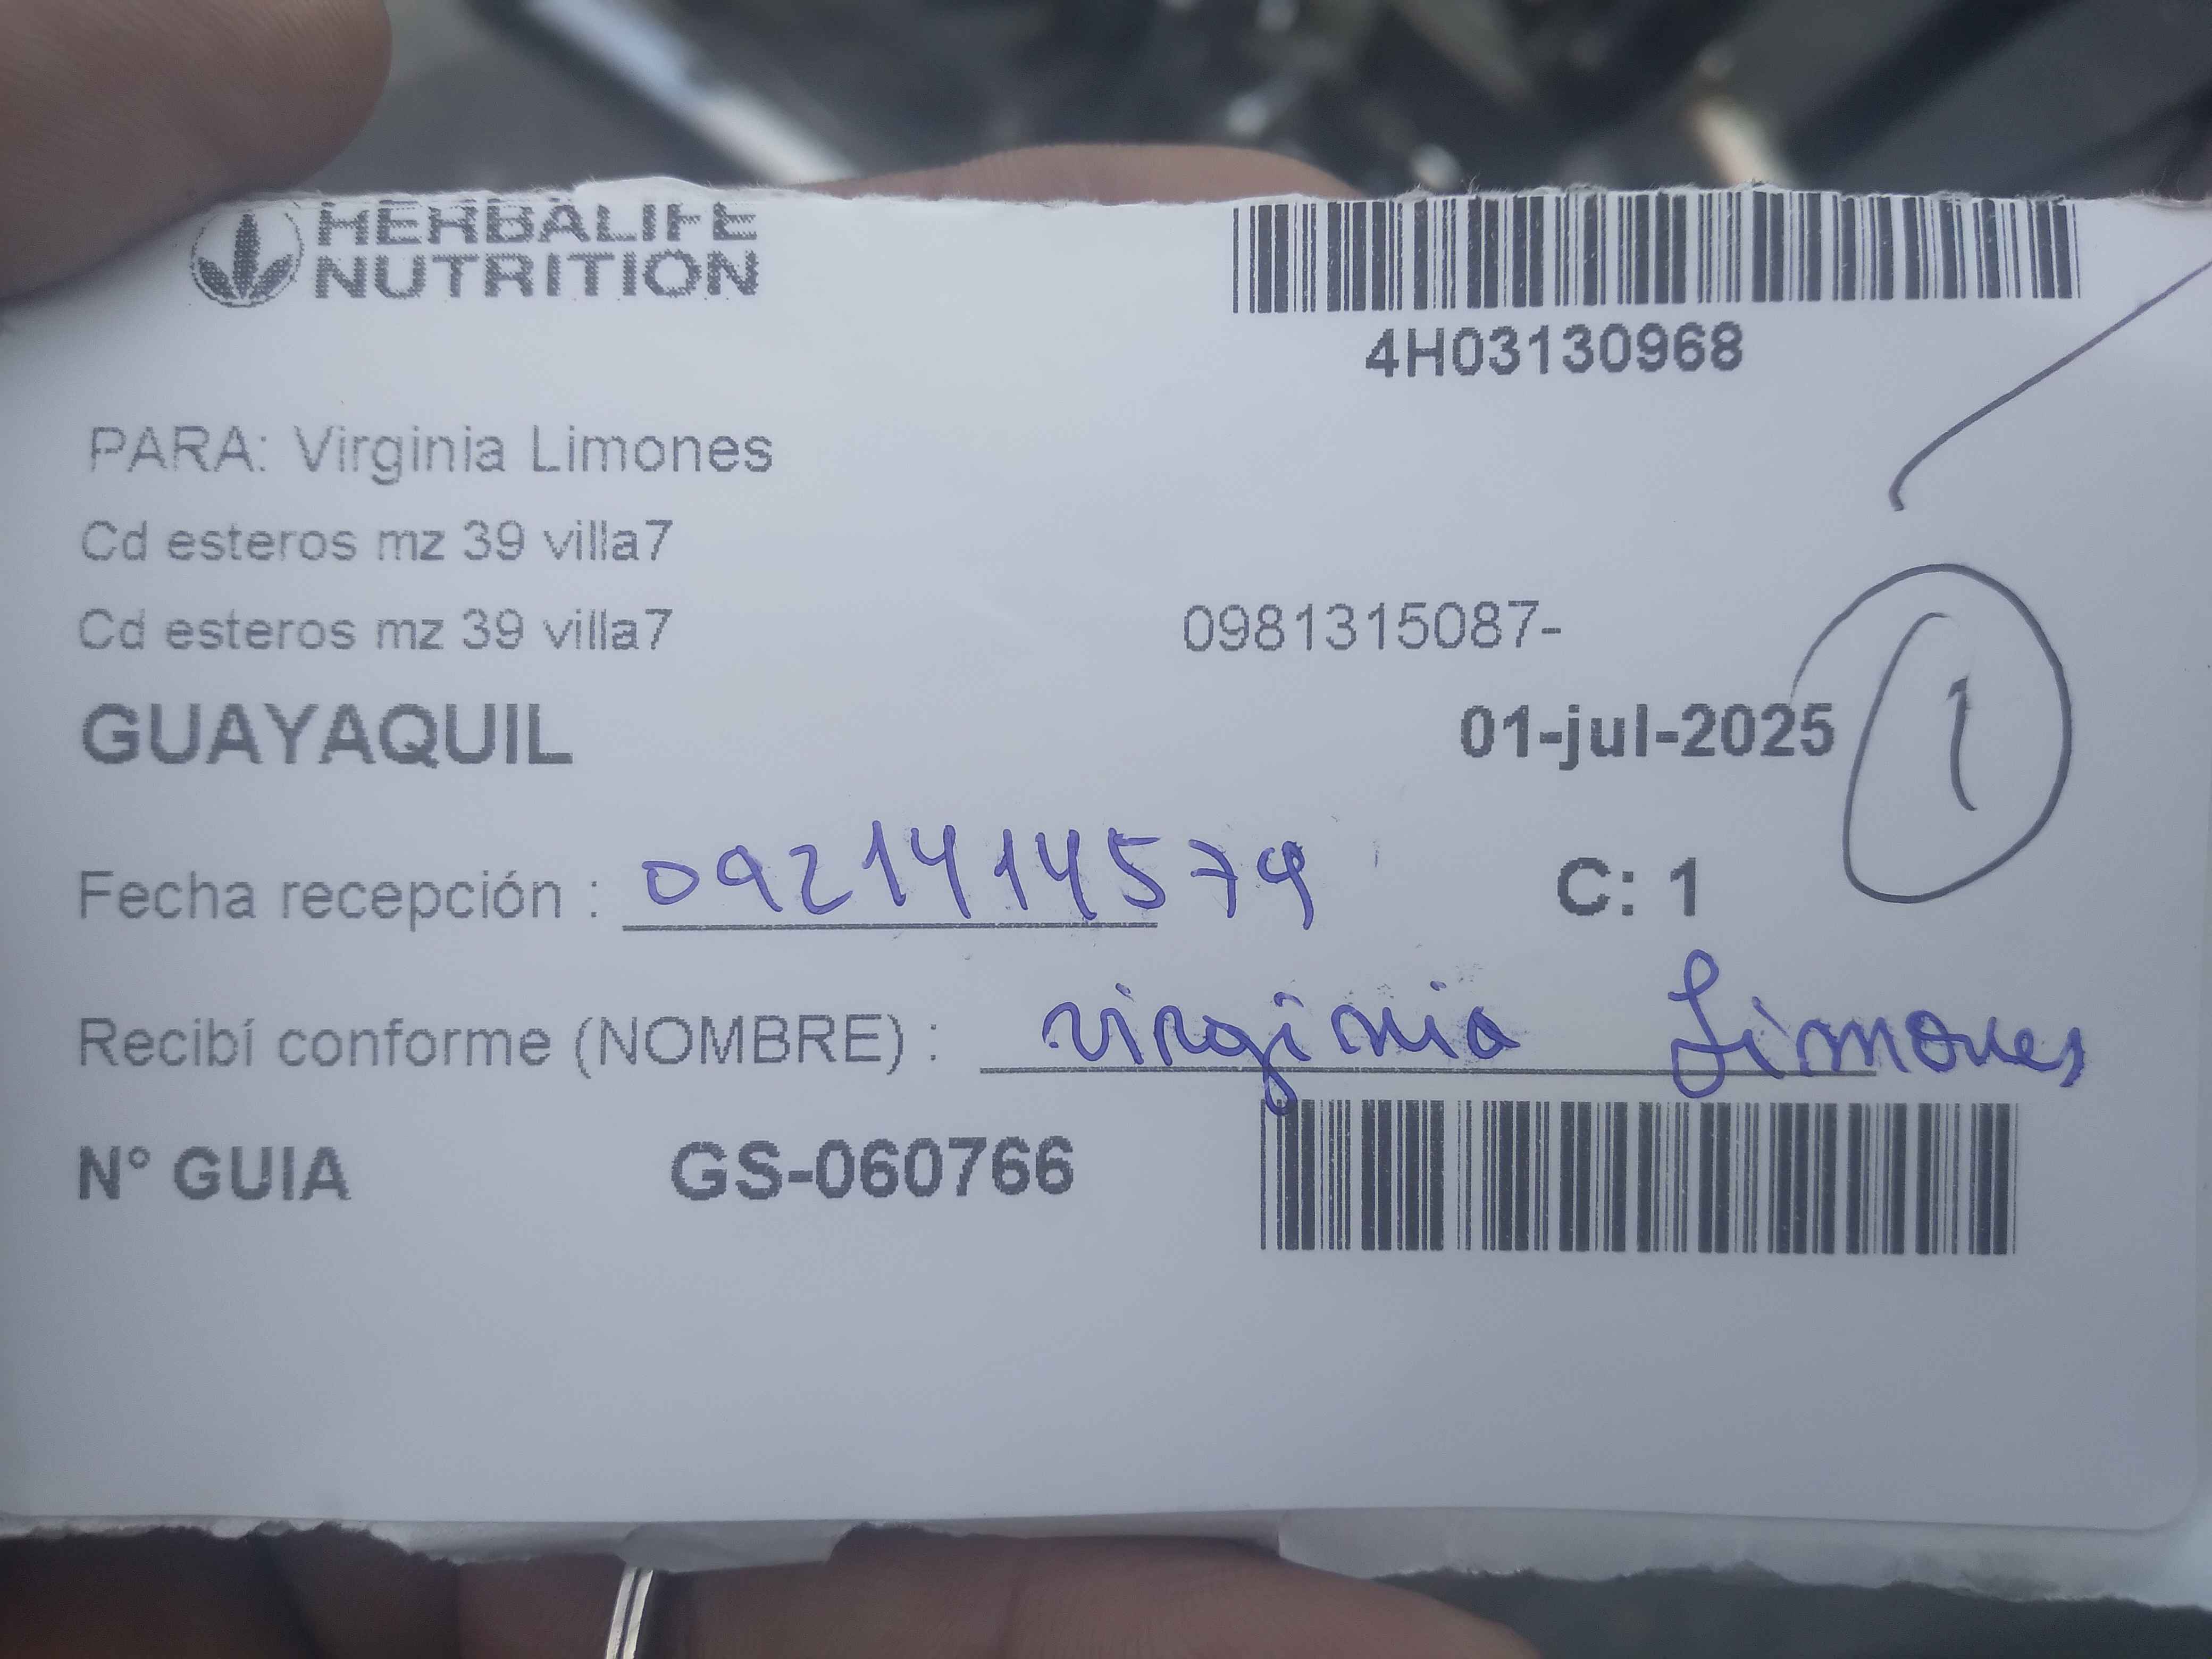 HERBALIFE
NUTRITION
4H03130968
PARA: Virginia Limones
Cd esteros mz 39 villa7
Cd esteros mz 39 villa7
0981315087-
GUAYAQUIL
01-jul-2025
1
Fecha recepción : 0921414579
C: 1
Recibí conforme (NOMBRE) : virginia Limones
N° GUIA GS-060766